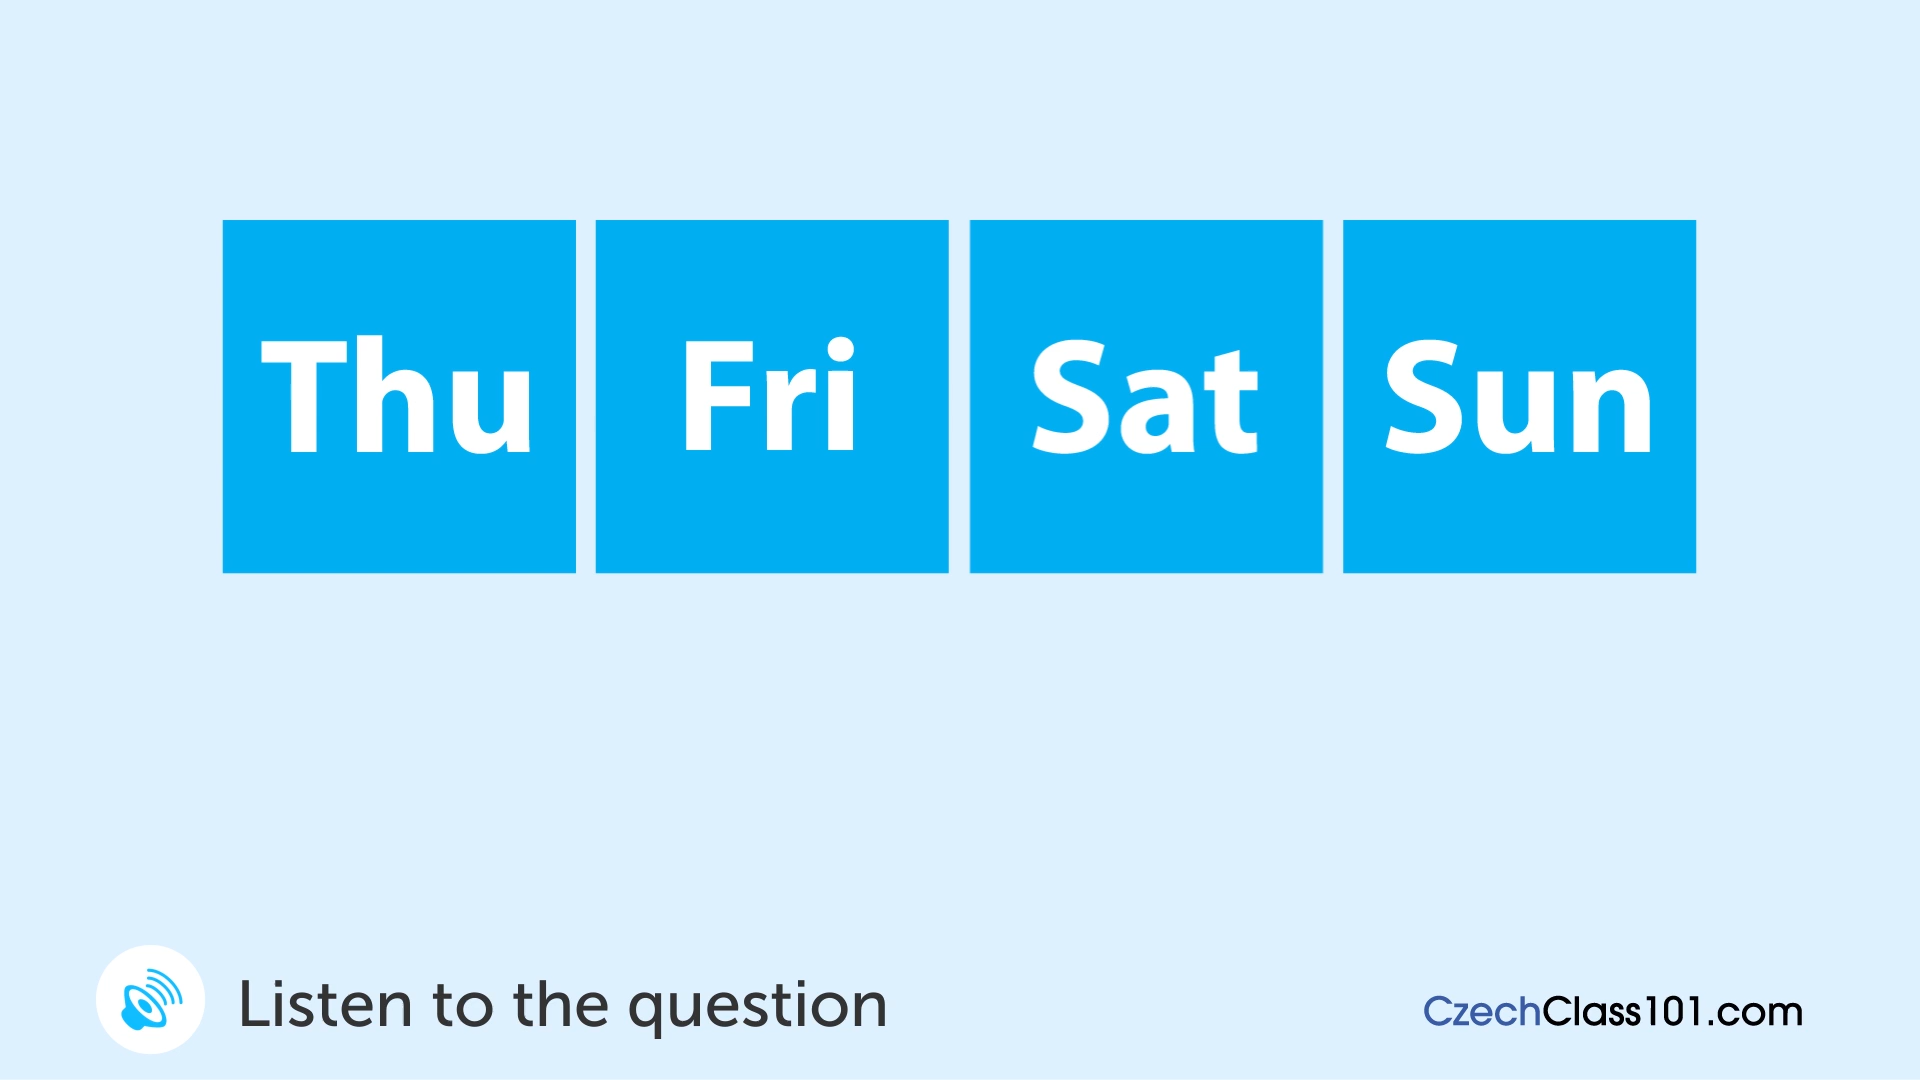 Thu Fri Sat Sun
Listen to the question
CzechClass101.com